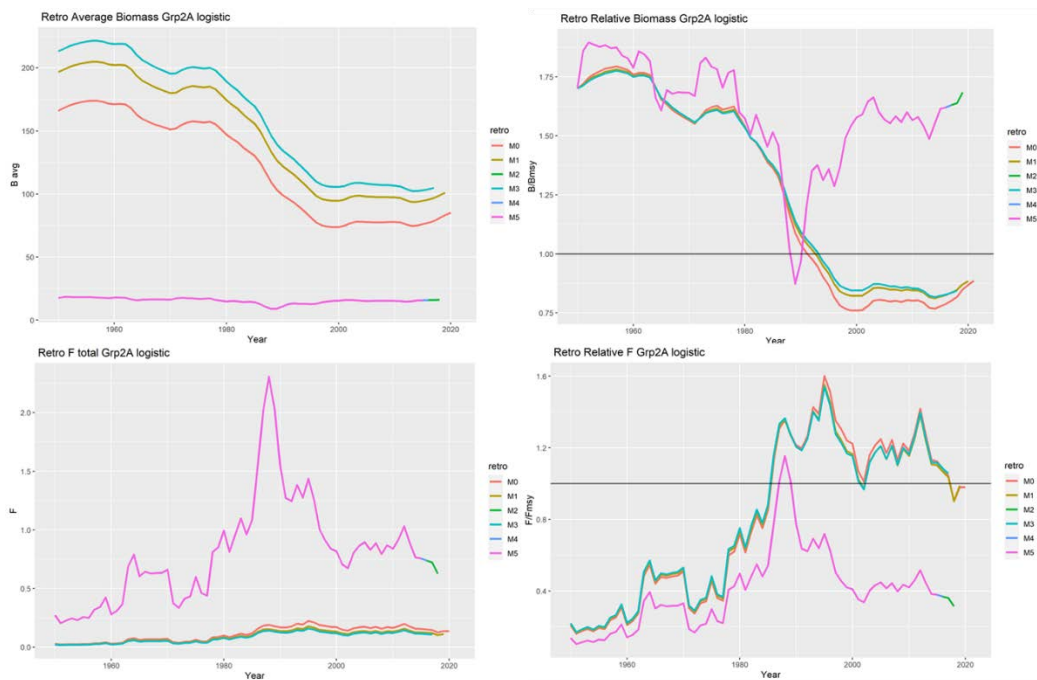 Retro Average Biomass Grp2A logistic
200
150
100
50
0
B avg
1960
1980
2000
2020
Year
retro
M0
M1
M2
M3
M4
M5
Retro Relative Biomass Grp2A logistic
1.75
1.50
1.25
1.00
0.75
B/Bmsy
1960
1980
2000
2020
Year
retro
M0
M1
M2
M3
M4
M5
Retro F total Grp2A logistic
2.0
1.5
1.0
0.5
0.0
F
1960
1980
2000
2020
Year
retro
M0
M1
M2
M3
M4
M5
Retro Relative F Grp2A logistic
1.6
1.2
0.8
0.4
F/Fmsy
1960
1980
2000
2020
Year
retro
M0
M1
M2
M3
M4
M5